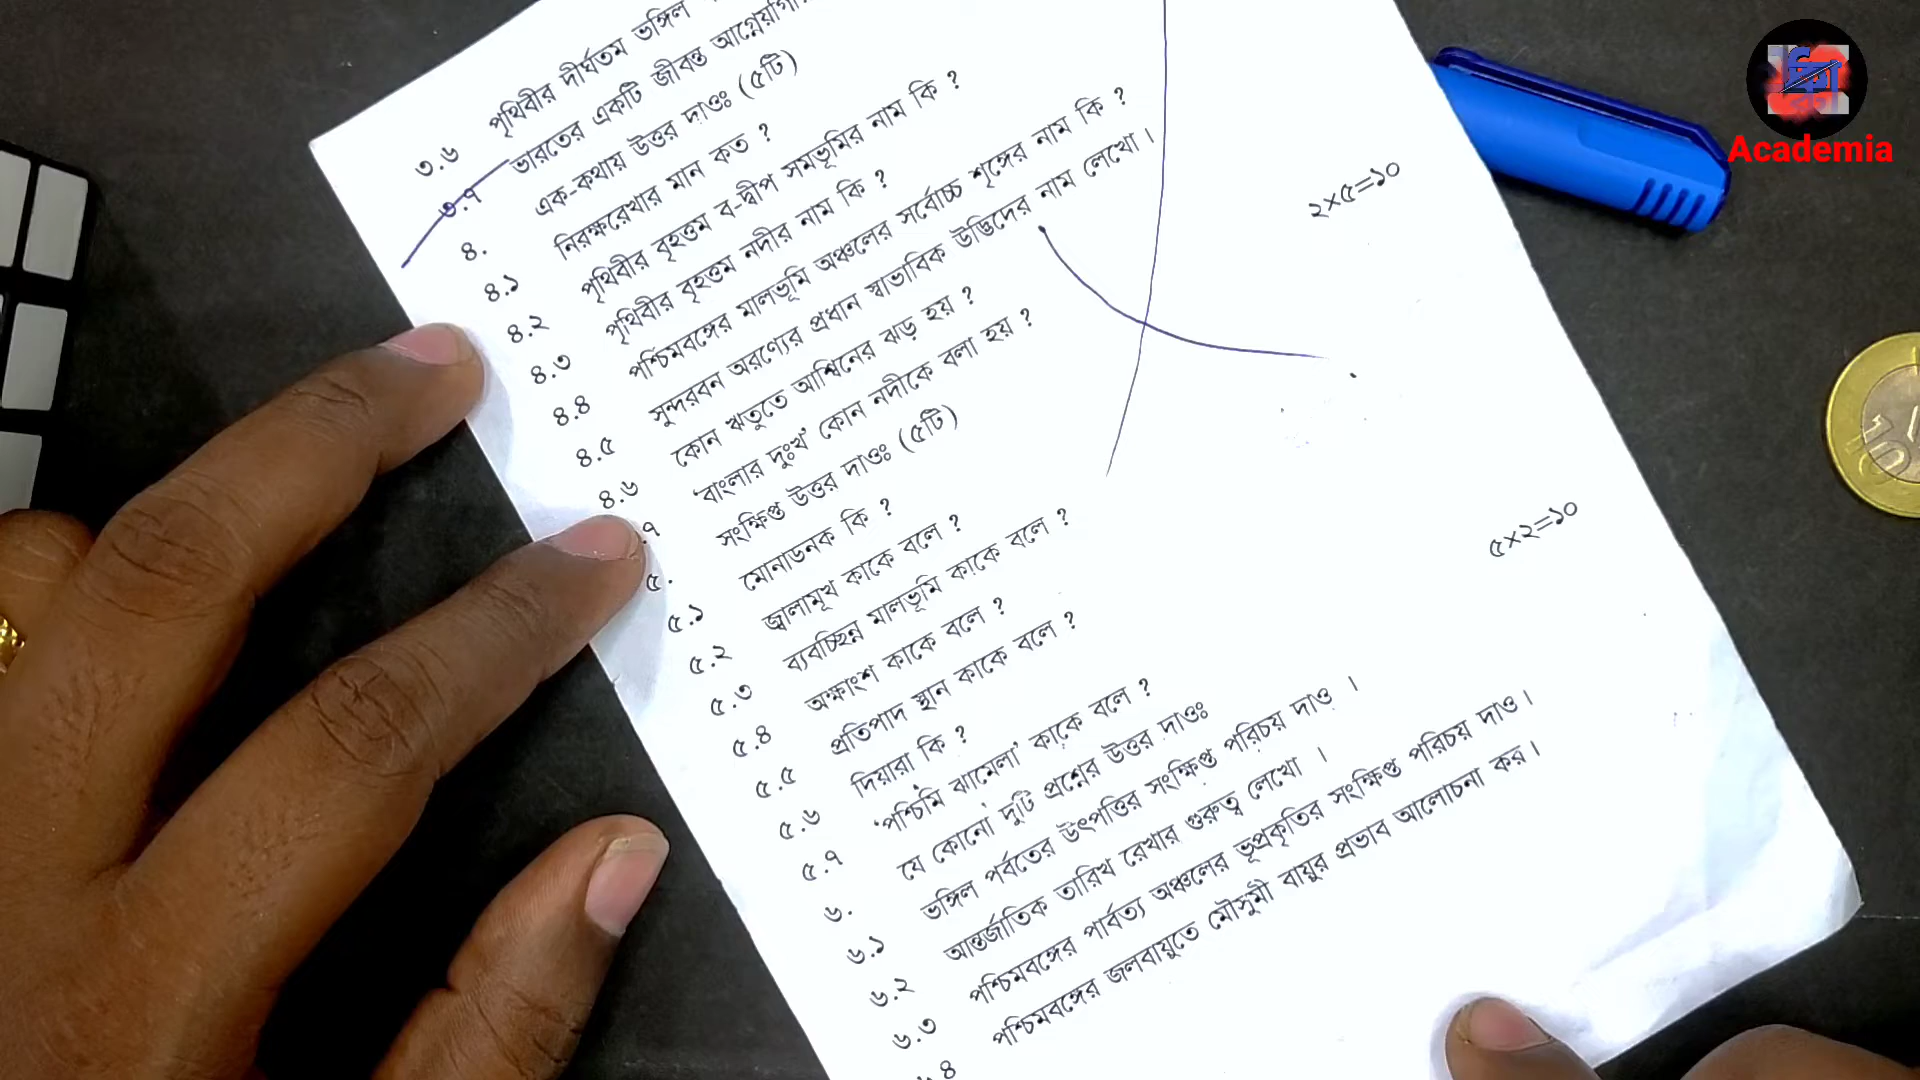 ৩.৬ পৃথিবীর দীর্ঘতম ভঙ্গিল
৩.৭ ভারতের একটি জীবন্ত
৪. এক-কথায় উত্তর দাওঃ (৫টি)
৪.১ নিরক্ষরেখার মান কত ?
৪.২ পৃথিবীর বৃহত্তম ব-দ্বীপ সমভূমির নাম কি ?
৪.৩ পৃথিবীর বৃহত্তম নদীর নাম কি ?
৪.৪ পশ্চিমবঙ্গের মালভূমি অঞ্চলের সর্বোচ্চ শৃঙ্গের নাম কি ?
৪.৫ সুন্দরবন অরণ্যের প্রধান স্বাভাবিক উদ্ভিদের নাম লেখো।
৪.৬ কোন ঋতুতে আশ্বিনের ঝড় হয় ?
.৭ 'বাংলার দুঃখ' কোন নদীকে বলা হয় ?
২×৫=১০
৫. সংক্ষিপ্ত উত্তর দাওঃ (৫টি)
৫.১ মোনাডনক কি ?
৫.২ জ্বালামূখ কাকে বলে ?
৫.৩ ব্যবচ্ছিন্ন মালভূমি কাকে বলে ?
৫.৪ অক্ষাংশ কাকে বলে ?
৫.৫ প্রতিপাদ স্থান কাকে বলে ?
৫.৬ দিয়ারা কি ?
৫.৭ 'পশ্চিমি ঝামেলা' কাকে বলে ?
৫×২=১০
৬. যে কোনো দুটি প্রশ্নের উত্তর দাওঃ
৬.১ ভঙ্গিল পর্বতের উৎপত্তির সংক্ষিপ্ত পরিচয় দাও ।
৬.২ আন্তর্জাতিক তারিখ রেখার গুরুত্ব লেখো ।
৬.৩ পশ্চিমবঙ্গের পার্বত্য অঞ্চলের ভূপ্রকৃতির সংক্ষিপ্ত পরিচয় দাও।
৬.৪ পশ্চিমবঙ্গের জলবায়ুতে মৌসুমী বায়ুর প্রভাব আলোচনা কর।
Academia
10